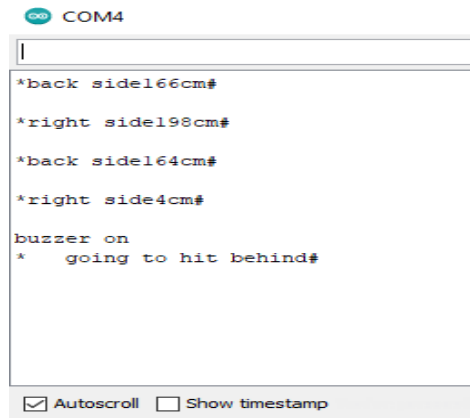 COM4
*back side166cm#
*right side198cm#
*back side164cm#
*right side4cm#
buzzer on
*   going to hit behind#
Autoscroll Show timestamp